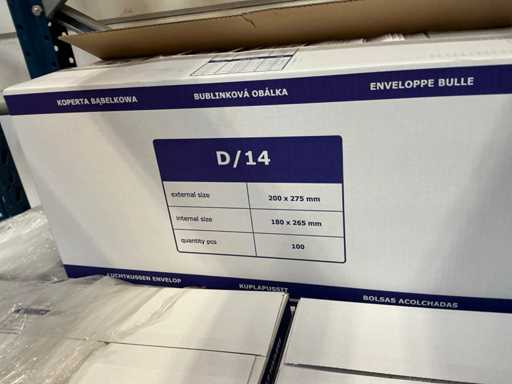 KOPERTA BĄBELKOWA
BUBLINKOVÁ OBÁLKA
ENVELOPPE BULLE
D/14
external size 200 x 275 mm
internal size 180 x 265 mm
quantity pcs 100
LUCHTKUSSEN ENVELOP
KUPLAPUSSIT
BOLSAS ACOLCHADAS